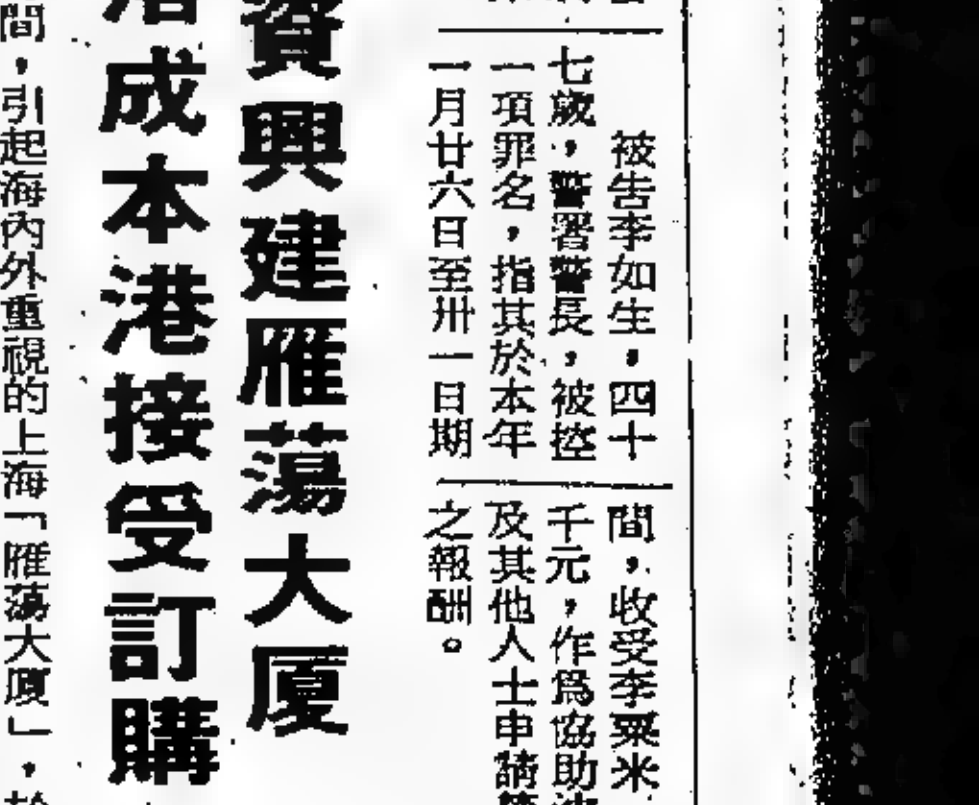 被告李如生，四十
七歲，警署警長，被控
一項罪名，指其於本年
一月廿六日至卅一日期
間，收受李粟米
千元，作爲協助
及其他人士申請
之報酬。
資興建雁蕩大厦
成本港接受訂購
間，引起海內外重視的上海「雁蕩大厦」，